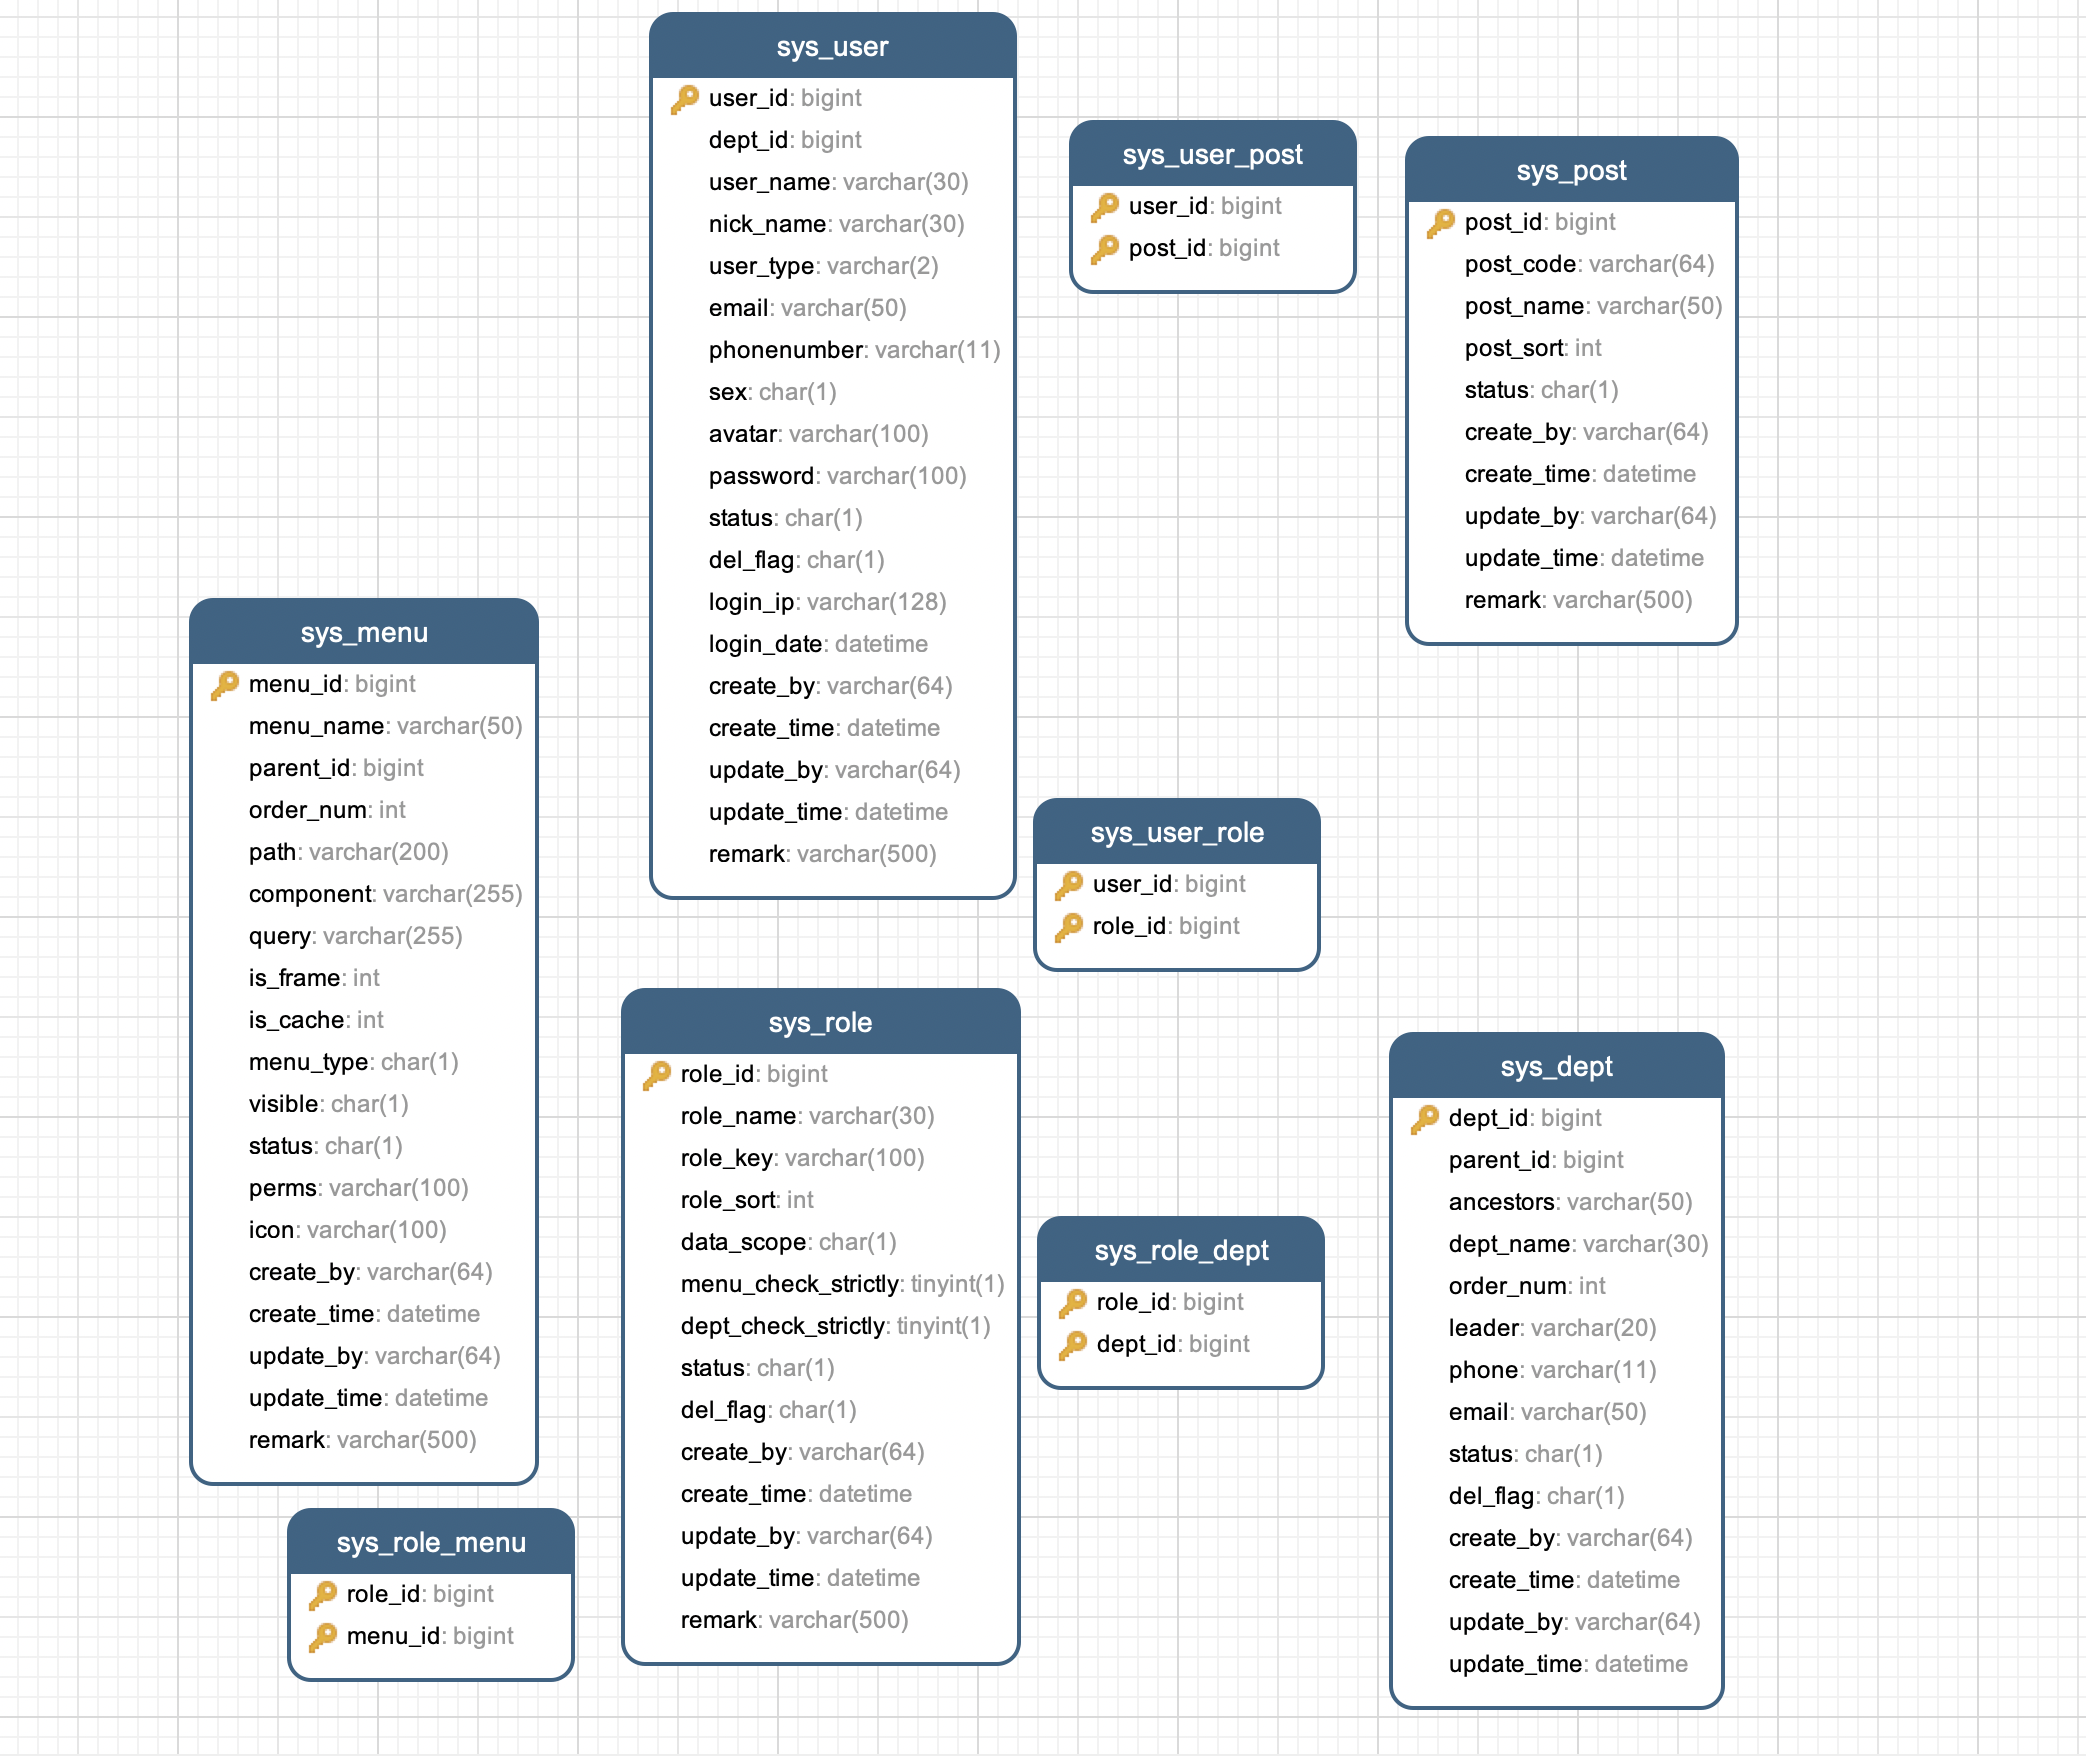 sys_user
user_id: bigint
dept_id: bigint
user_name: varchar(30)
nick_name: varchar(30)
user_type: varchar(2)
email: varchar(50)
phonenumber: varchar(11)
sex: char(1)
avatar: varchar(100)
password: varchar(100)
status: char(1)
del_flag: char(1)
login_ip: varchar(128)
login_date: datetime
create_by: varchar(64)
create_time: datetime
update_by: varchar(64)
update_time: datetime
remark: varchar(500)
sys_user_post
user_id: bigint
post_id: bigint
sys_post
post_id: bigint
post_code: varchar(64)
post_name: varchar(50)
post_sort: int
status: char(1)
create_by: varchar(64)
create_time: datetime
update_by: varchar(64)
update_time: datetime
remark: varchar(500)
sys_menu
menu_id: bigint
menu_name: varchar(50)
parent_id: bigint
order_num: int
path: varchar(200)
component: varchar(255)
query: varchar(255)
is_frame: int
is_cache: int
menu_type: char(1)
visible: char(1)
status: char(1)
perms: varchar(100)
icon: varchar(100)
create_by: varchar(64)
create_time: datetime
update_by: varchar(64)
update_time: datetime
remark: varchar(500)
sys_user_role
user_id: bigint
role_id: bigint
sys_role
role_id: bigint
role_name: varchar(30)
role_key: varchar(100)
role_sort: int
data_scope: char(1)
menu_check_strictly: tinyint(1)
dept_check_strictly: tinyint(1)
status: char(1)
del_flag: char(1)
create_by: varchar(64)
create_time: datetime
update_by: varchar(64)
update_time: datetime
remark: varchar(500)
sys_role_dept
role_id: bigint
dept_id: bigint
sys_dept
dept_id: bigint
parent_id: bigint
ancestors: varchar(50)
dept_name: varchar(30)
order_num: int
leader: varchar(20)
phone: varchar(11)
email: varchar(50)
status: char(1)
del_flag: char(1)
create_by: varchar(64)
create_time: datetime
update_by: varchar(64)
update_time: datetime
sys_role_menu
role_id: bigint
menu_id: bigint